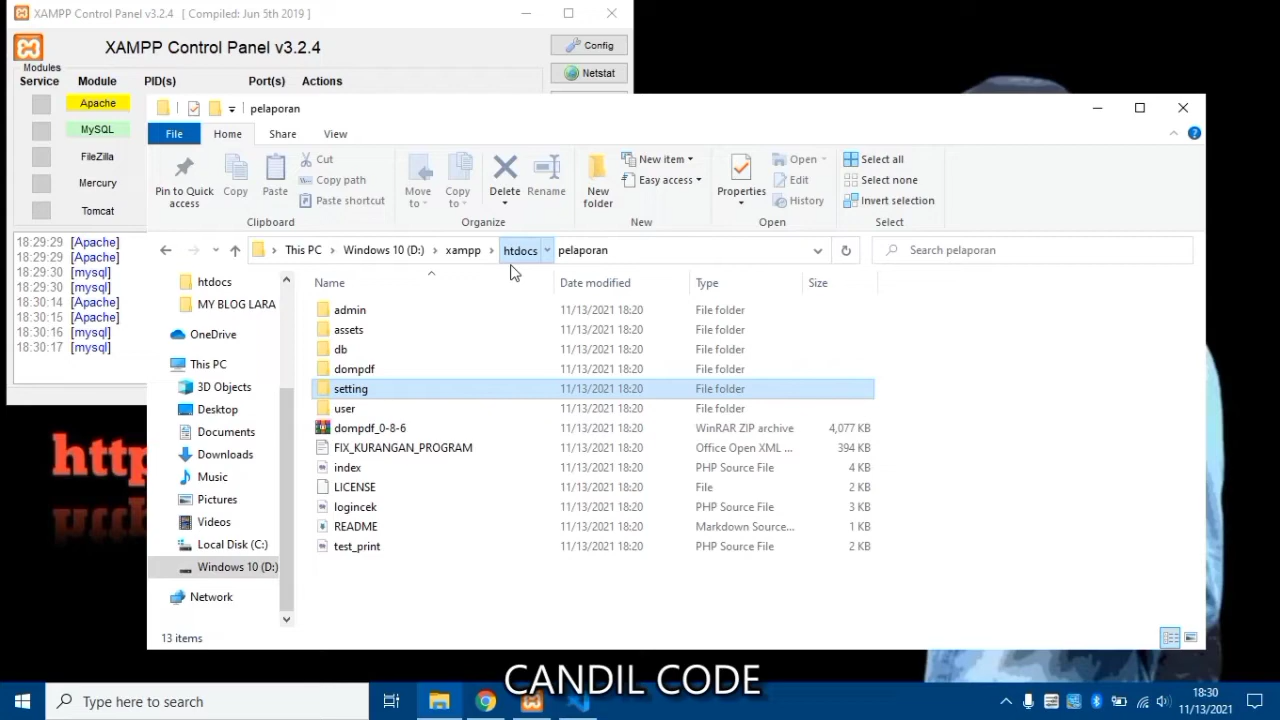 XAMPP Control Panel v3.2.4 [ Compiled: Jun 5th 2019 ]
XAMPP Control Panel v3.2.4
Config
Modules
Service Module PID(s) Port(s) Actions
Netstat
Apache
MySQL
FileZilla
Mercury
Tomcat
18:29:29 [Apache]
18:29:29 [Apache]
18:29:30 [mysql]
18:29:30 [mysql]
18:30:14 [Apache]
18:30:15 [Apache]
18:30:16 [mysql]
18:30:17 [mysql]
http
pelaporan
File Home Share View
Pin to Quick access
Copy
Paste
Cut
Copy path
Paste shortcut
Clipboard
Move to
Copy to
Delete
Rename
Organize
New folder
New item
Easy access
New
Properties
Open
Edit
History
Open
Select all
Select none
Invert selection
Select
This PC Windows 10 (D:) xampp htdocs pelaporan
Search pelaporan
htdocs
MY BLOG LARA
OneDrive
This PC
3D Objects
Desktop
Documents
Downloads
Music
Pictures
Videos
Local Disk (C:)
Windows 10 (D:)
Network
Name Date modified Type Size
admin 11/13/2021 18:20 File folder
assets 11/13/2021 18:20 File folder
db 11/13/2021 18:20 File folder
dompdf 11/13/2021 18:20 File folder
setting 11/13/2021 18:20 File folder
user 11/13/2021 18:20 File folder
dompdf_0-8-6 11/13/2021 18:20 WinRAR ZIP archive 4,077 KB
FIX_KURANGAN_PROGRAM 11/13/2021 18:20 Office Open XML ... 394 KB
index 11/13/2021 18:20 PHP Source File 4 KB
LICENSE 11/13/2021 18:20 File 2 KB
logincek 11/13/2021 18:20 PHP Source File 3 KB
README 11/13/2021 18:20 Markdown Source... 1 KB
test_print 11/13/2021 18:20 PHP Source File 2 KB
13 items
CANDIL CODE
Type here to search
18:30
11/13/2021